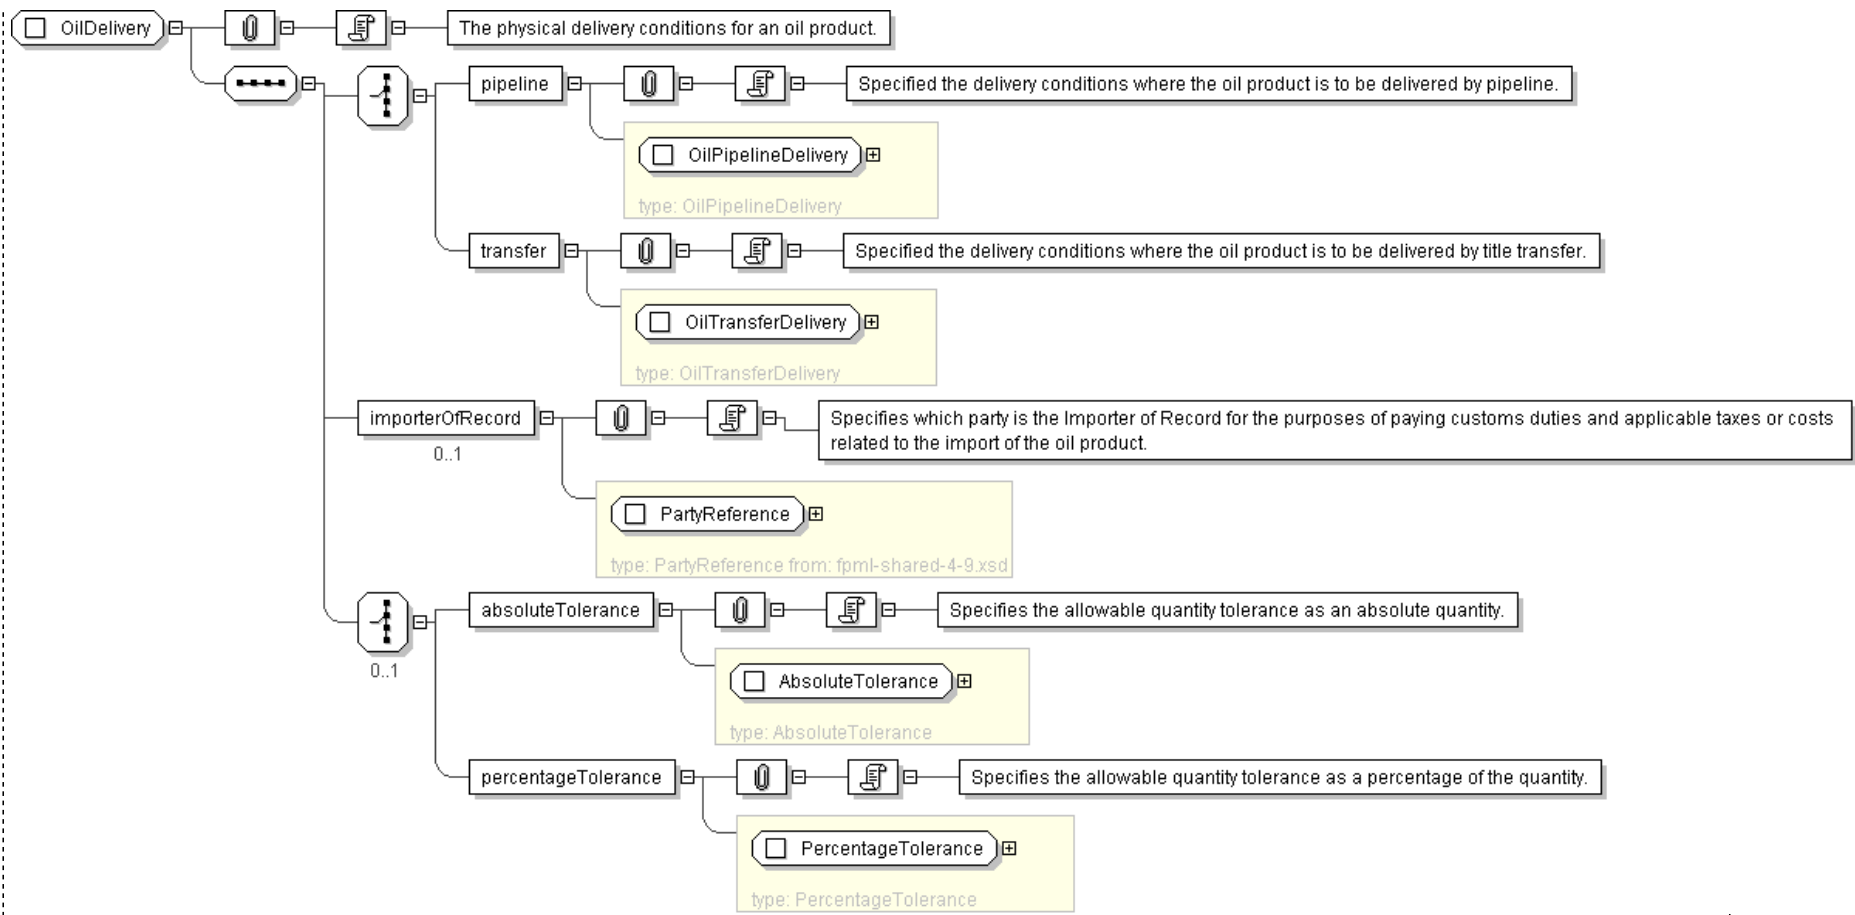 OilDelivery
The physical delivery conditions for an oil product.
pipeline
Specified the delivery conditions where the oil product is to be delivered by pipeline.
OilPipelineDelivery
type: OilPipelineDelivery
transfer
Specified the delivery conditions where the oil product is to be delivered by title transfer.
OilTransferDelivery
type: OilTransferDelivery
importerOfRecord
0..1
Specifies which party is the Importer of Record for the purposes of paying customs duties and applicable taxes or costs
related to the import of the oil product.
PartyReference
type: PartyReference from: fpml-shared-4-9.xsd
0..1
absoluteTolerance
Specifies the allowable quantity tolerance as an absolute quantity.
AbsoluteTolerance
type: AbsoluteTolerance
percentageTolerance
Specifies the allowable quantity tolerance as a percentage of the quantity.
PercentageTolerance
type: PercentageTolerance